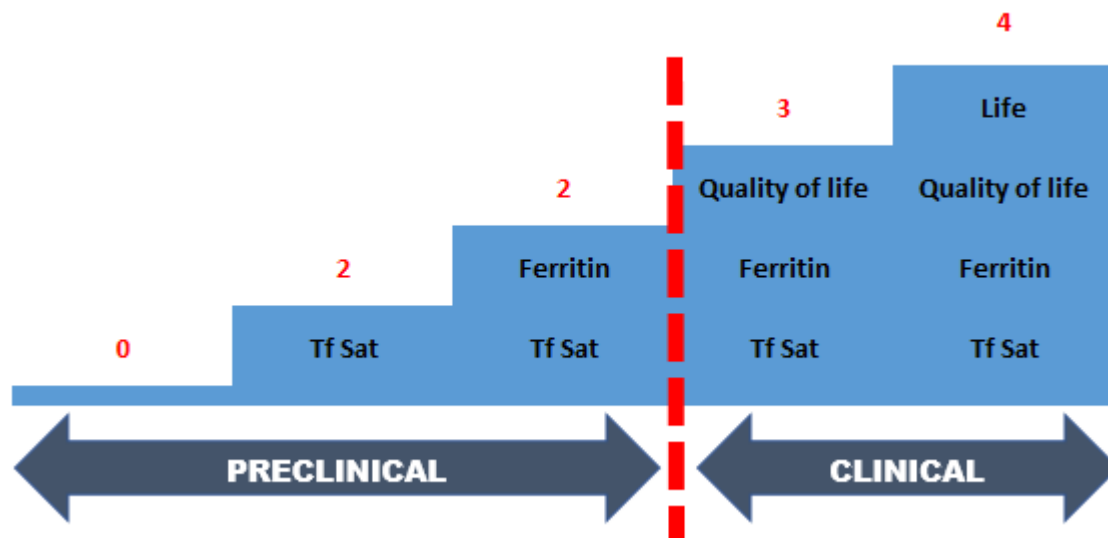 4
3
Life
2
Quality of life Quality of life
2
Ferritin Ferritin Ferritin
0
Tf Sat Tf Sat Tf Sat Tf Sat
PRECLINICAL CLINICAL